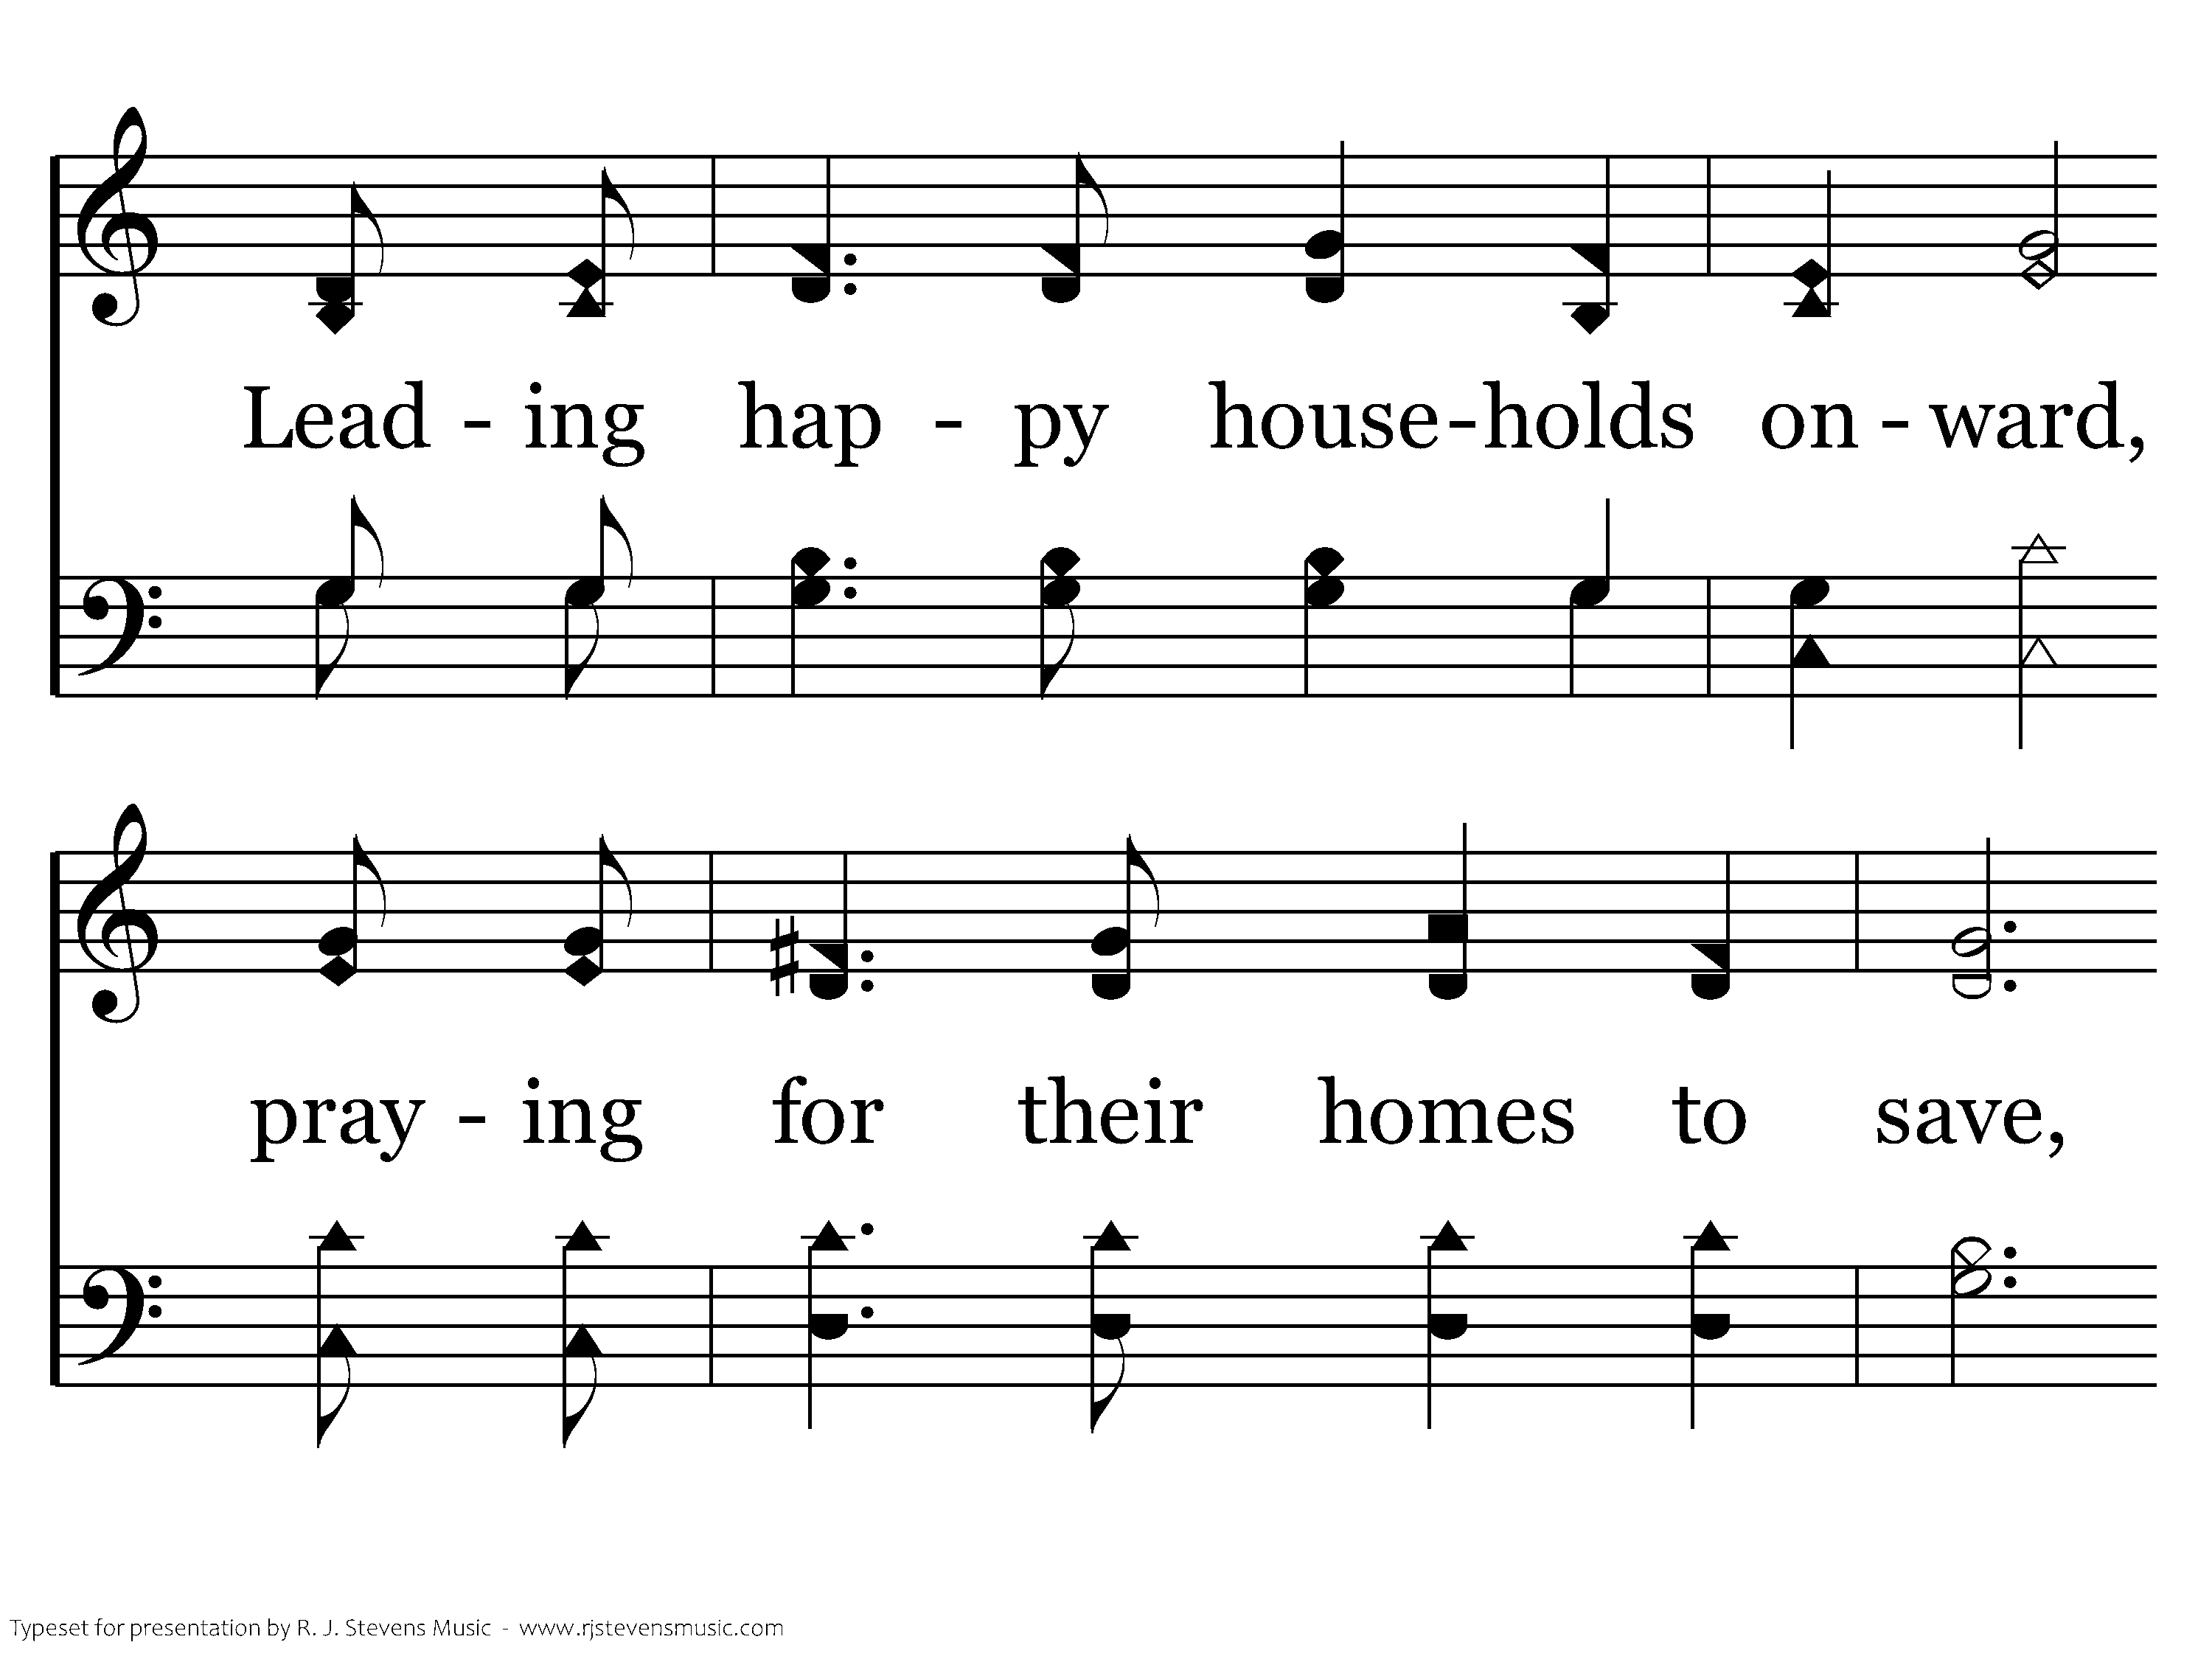 Lead - ing hap - py house-holds on - ward,
pray - ing for their homes to save,
Typeset for presentation by R. J. Stevens Music - www.rjstevensmusic.com